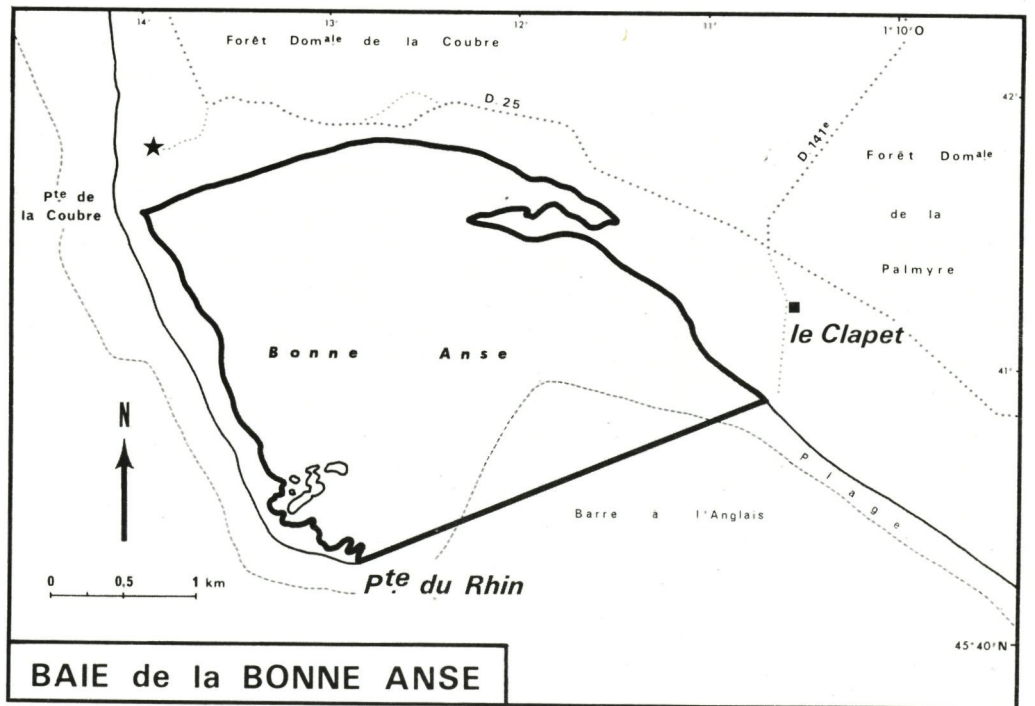 14' 13' 12' 11' 1°10'O
Forêt Domale de la Coubre
42'
D. 25
D. 141e
Forêt Domale
de la
Palmyre
Pte de
la Coubre
le Clapet
Bonne Anse
41'
N
Plage
Barre à l'Anglais
0 0,5 1 km
Pte du Rhin
45°40'N
BAIE de la BONNE ANSE